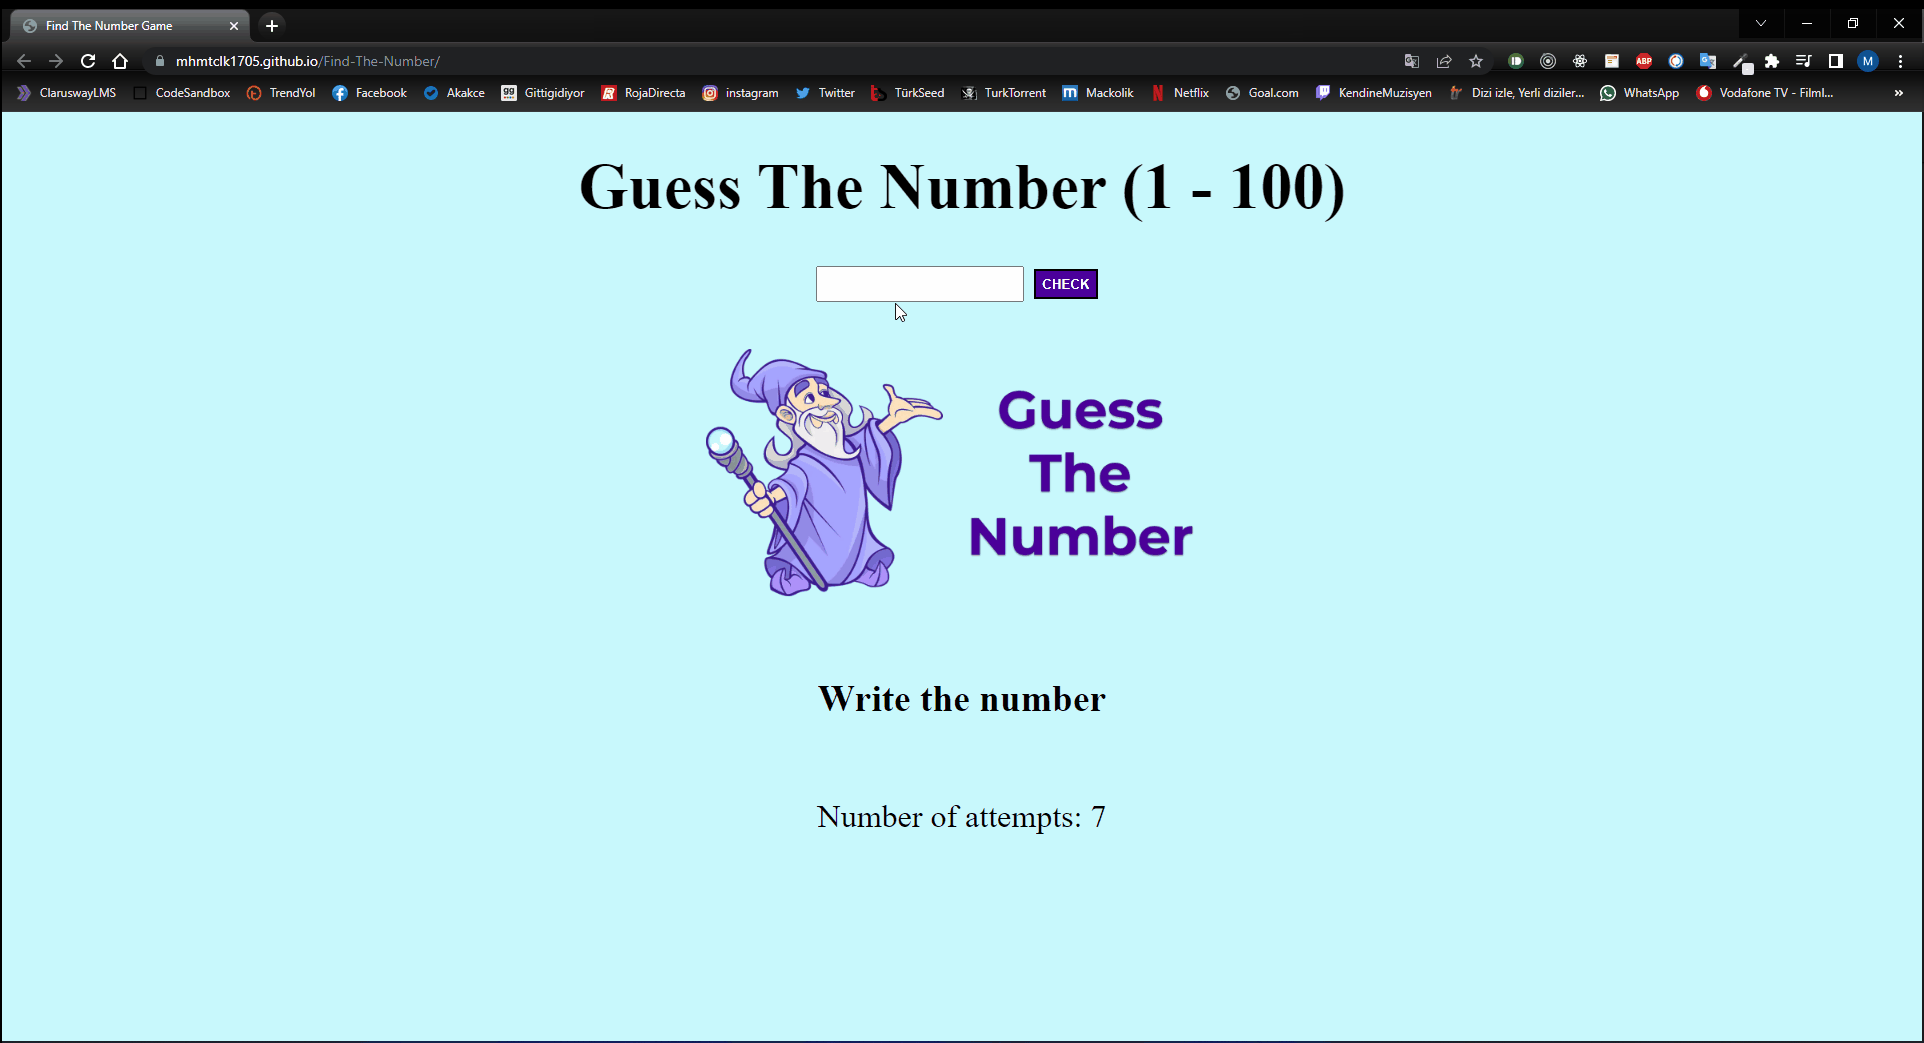 Find The Number Game
mhmtclk1705.github.io/Find-The-Number/
ABP
M
ClaruswayLMS CodeSandbox TrendYol Facebook Akakce Gittigidiyor RojaDirecta instagram Twitter TürkSeed TurkTorrent Mackolik Netflix Goal.com KendineMuzisyen Dizi izle, Yerli diziler... WhatsApp Vodafone TV - Filml...
Guess The Number (1 - 100)
CHECK
Guess
The
Number
Write the number
Number of attempts: 7